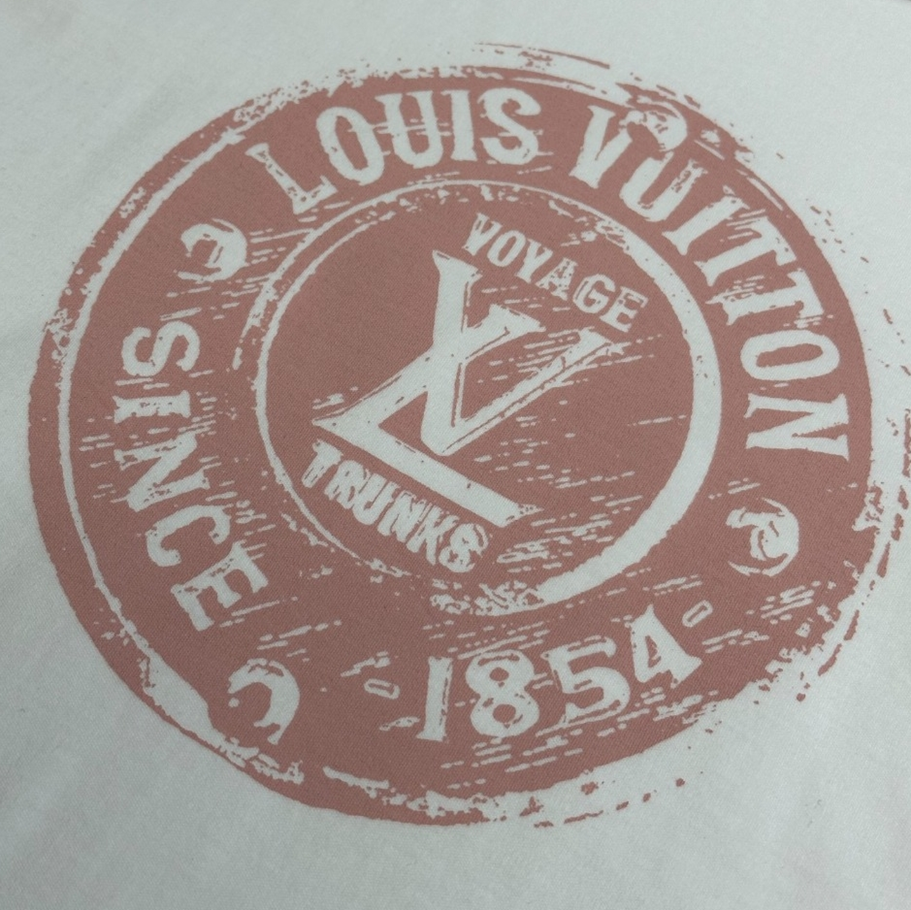 LOUIS VUITTON
SINCE
1854
VOYAGE
LV
TRUNKS